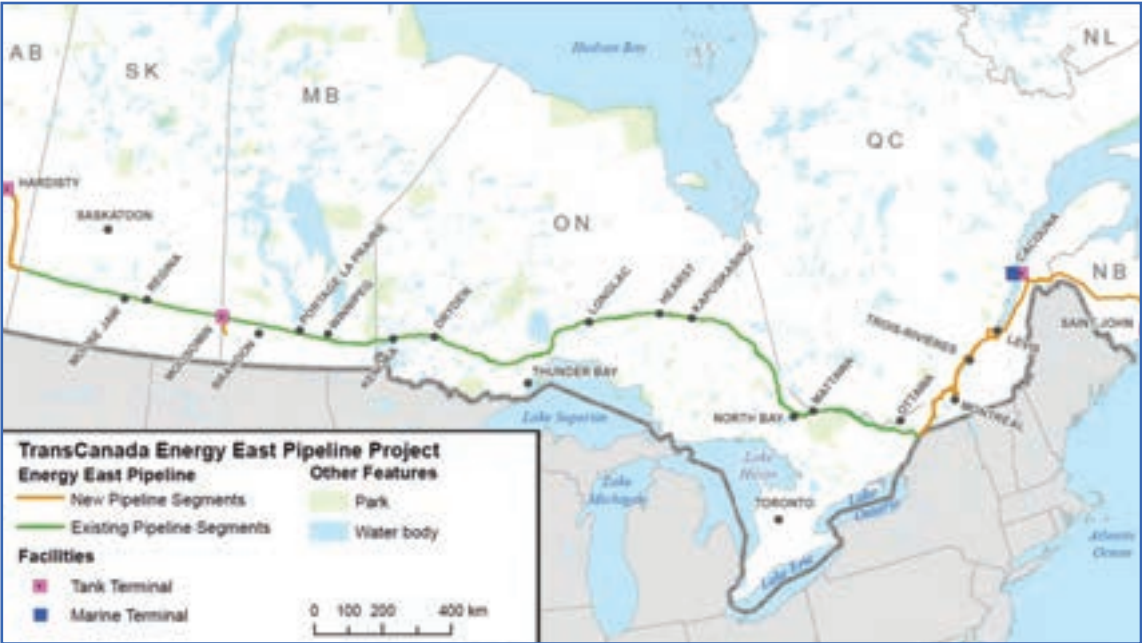 AB
SK
MB
Hudson Bay
NL
QC
ON
NB
HARDISTY
SASKATOON
MOOSE JAW
REGINA
MOOSOMIN
BRANDON
PORTAGE LA PRAIRIE
WINNIPEG
KENORA
DRYDEN
THUNDER BAY
LONGLAC
HEARST
KAPUSKASING
NORTH BAY
MATTAWA
OTTAWA
MONTREAL
TROIS-RIVIÈRES
LEVIS
CACOUNA
SAINT JOHN
TORONTO
Lake Superior
Lake Michigan
Lake Huron
Lake Ontario
Lake Erie
Atlantic
Ocean
TransCanada Energy East Pipeline Project
Energy East Pipeline
New Pipeline Segments
Existing Pipeline Segments
Facilities
Tank Terminal
Marine Terminal
Other Features
Park
Water body
0 100 200 400 km